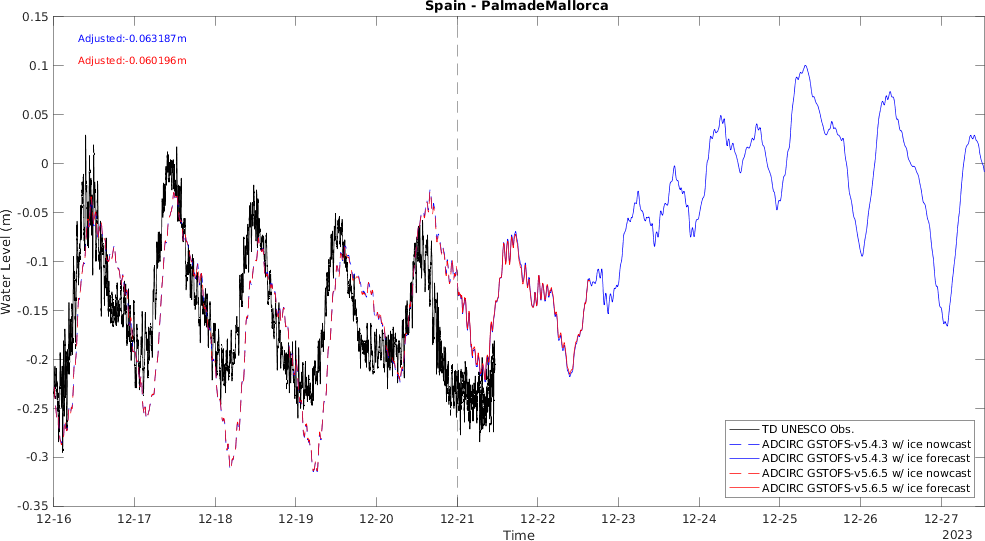 Spain - PalmadeMallorca
0.15
Adjusted:-0.063187m
Adjusted:-0.060196m
0.1
0.05
0
-0.05
-0.1
-0.15
-0.2
-0.25
-0.3
-0.35
Water Level (m)
TD UNESCO Obs.
ADCIRC GSTOFS-v5.4.3 w/ ice nowcast
ADCIRC GSTOFS-v5.4.3 w/ ice forecast
ADCIRC GSTOFS-v5.6.5 w/ ice nowcast
ADCIRC GSTOFS-v5.6.5 w/ ice forecast
12-16 12-17 12-18 12-19 12-20 12-21 12-22 12-23 12-24 12-25 12-26 12-27
Time
2023